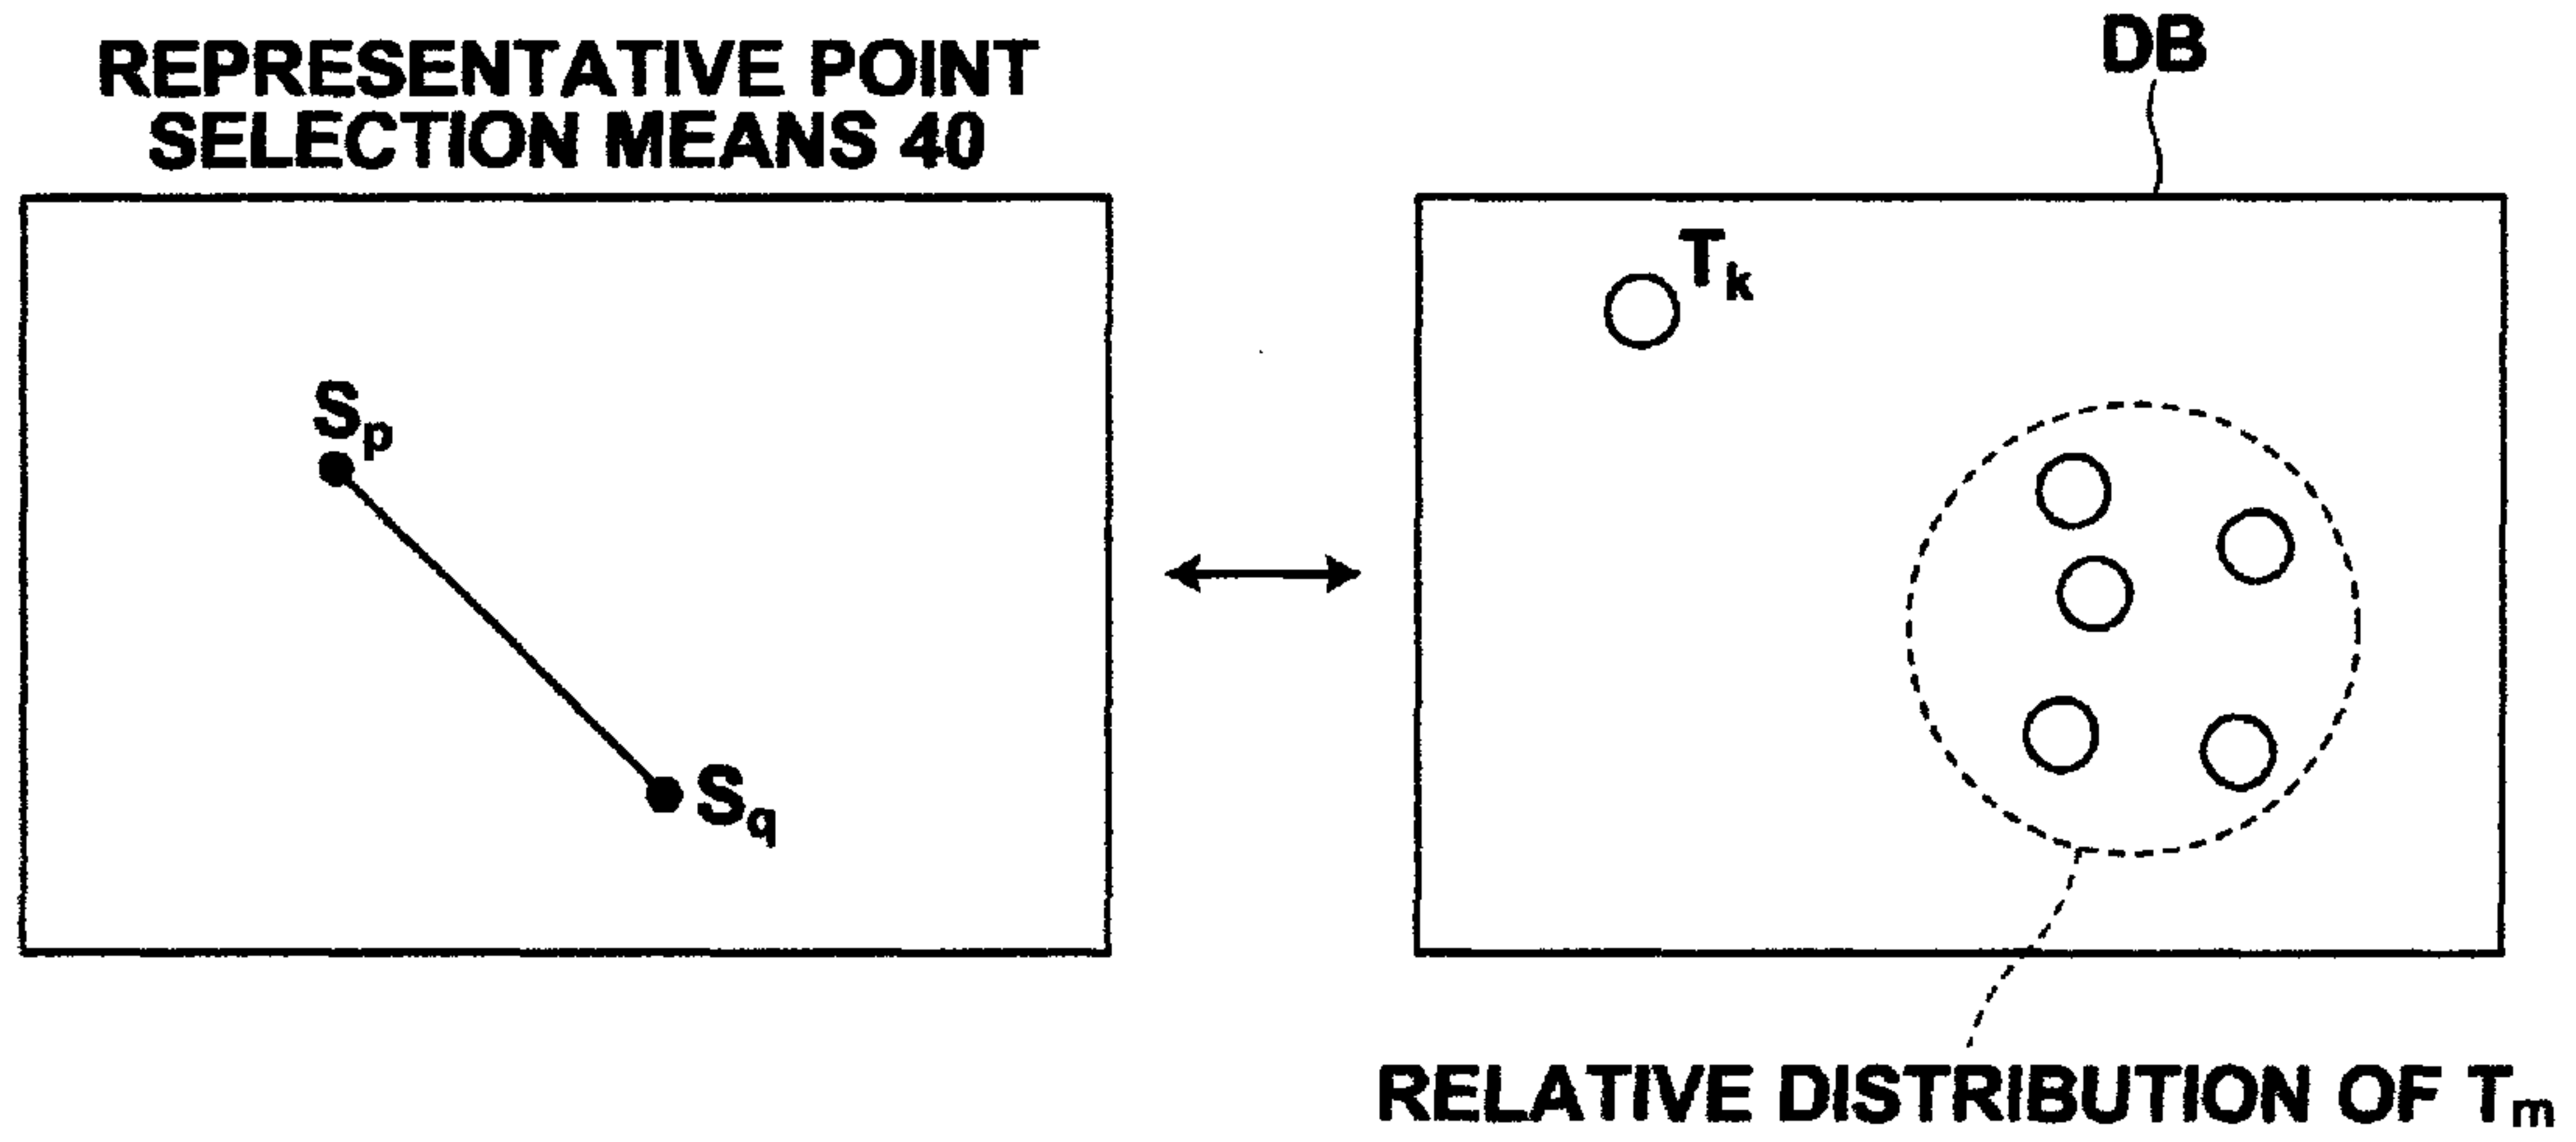 REPRESENTATIVE POINT
SELECTION MEANS 40
Sp
Sq
DB
Tk
RELATIVE DISTRIBUTION OF Tm